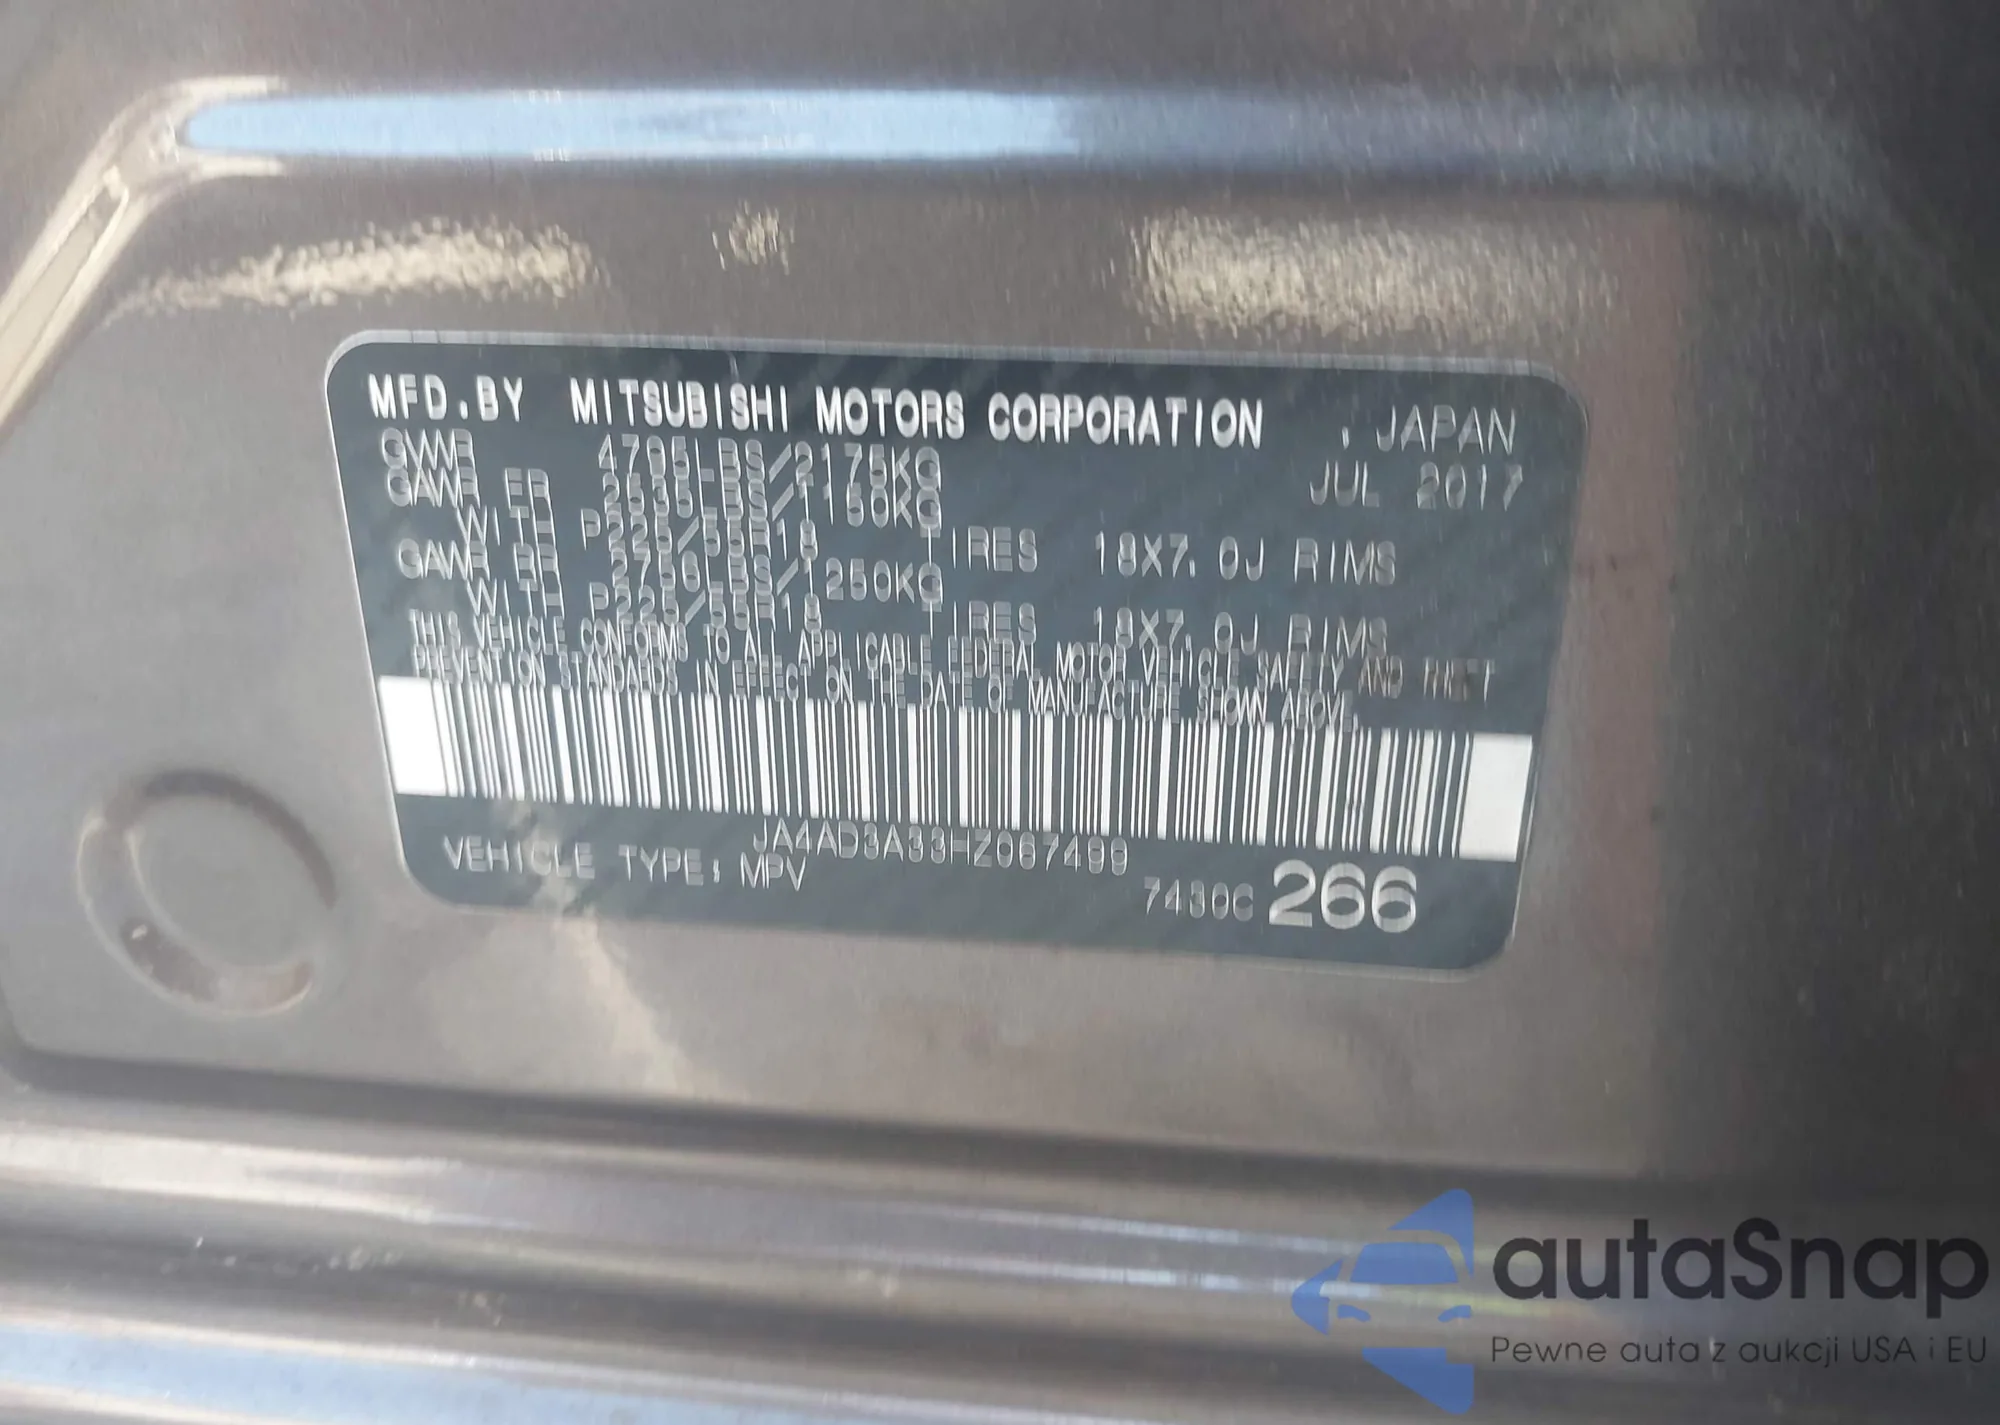 MFD.BY MITSUBISHI MOTORS CORPORATION , JAPAN
GVWR 4795LBS/2175KG JUL 2017
GAWR FR 2535LBS/1150KG
WITH P225/55R18 TIRES 18X7.0J RIMS
GAWR RR 2756LBS/1250KG
WITH P225/55R18 TIRES 18X7.0J RIMS
THIS VEHICLE CONFORMS TO ALL APPLICABLE FEDERAL MOTOR VEHICLE SAFETY AND THEFT
PREVENTION STANDARDS IN EFFECT ON THE DATE OF MANUFACTURE SHOWN ABOVE.
JA4AD3A33HZ067499
VEHICLE TYPE: MPV
7430C 266
autaSnap
Pewne auta z aukcji USA i EU